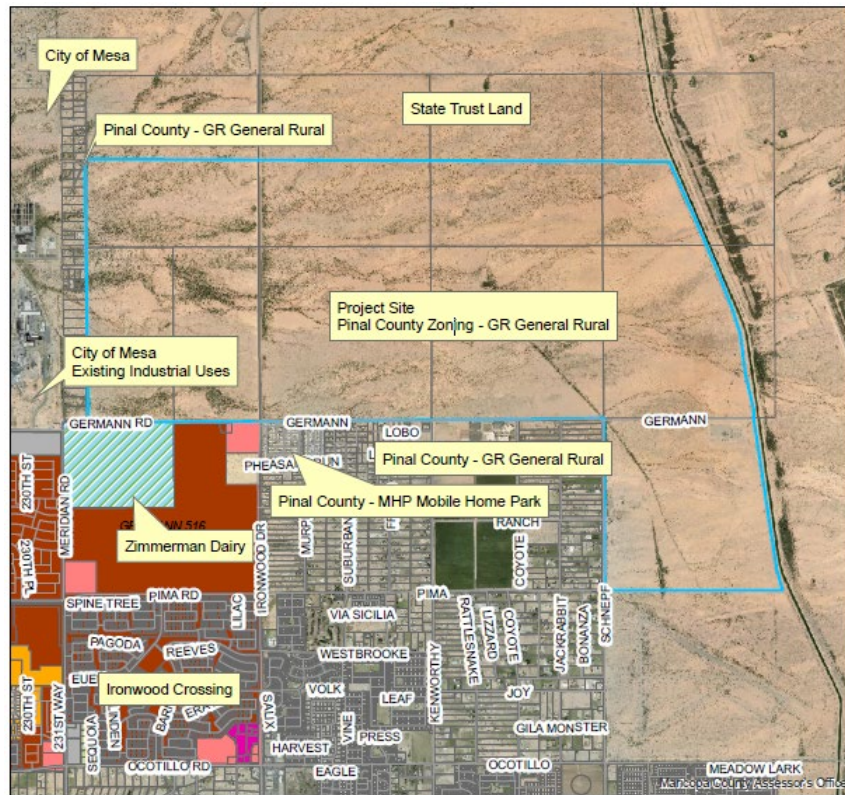 City of Mesa
State Trust Land
Pinal County - GR General Rural
Project Site
Pinal County Zoning - GR General Rural
City of Mesa
Existing Industrial Uses
GERMANN RD
GERMANN
GERMANN
LOBO
230TH ST
MERIDIAN RD
Pinal County - GR General Rural
Pinal County - MHP Mobile Home Park
RANCH
Zimmerman Dairy
IRONWOOD DR
SUBURBAN
COYOTE
230TH PL
SPINE TREE
PIMA RD
LILAC
PIMA
SCHNEPF
PAGODA
REEVES
VIA SICILIA
RATTLESNAKE
LIZZARD
COYOTE
JACKRABBIT
BONANZA
WESTBROOKE
KENWORTHY
Ironwood Crossing
VOLK
LEAF
JOY
230TH ST
231ST WAY
SEQUOIA
SALIX
VINE
PRESS
GILA MONSTER
HARVEST
OCOTILLO RD
EAGLE
OCOTILLO
MEADOW LARK
Maricopa County Assessor's Office